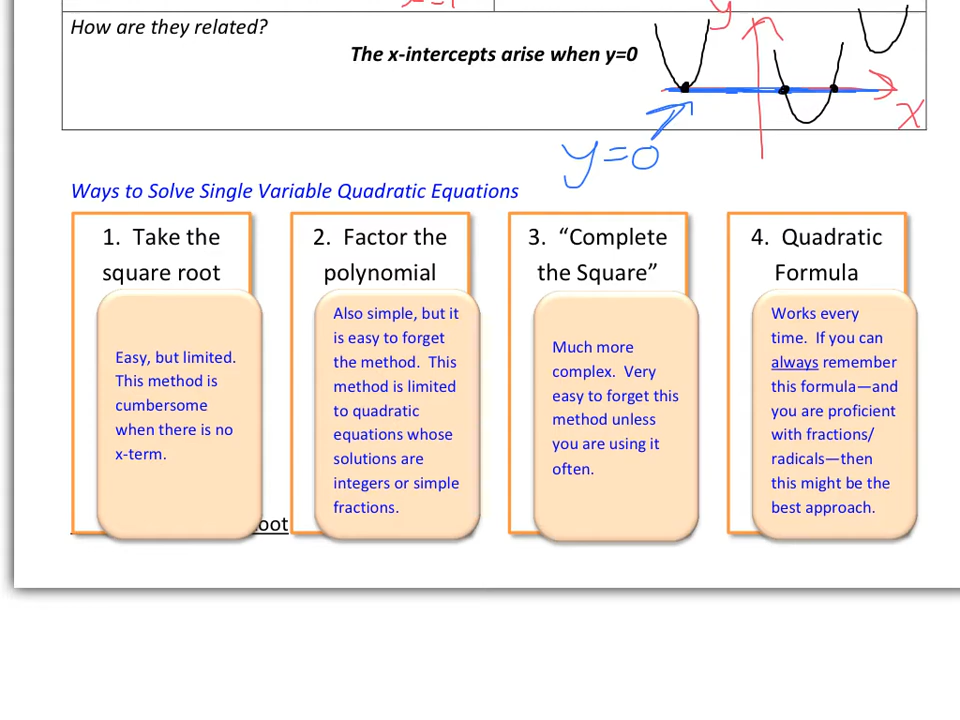 How are they related?
The x-intercepts arise when y=0
y
x
y=0
Ways to Solve Single Variable Quadratic Equations
1. Take the
square root
Easy, but limited.
This method is
cumbersome
when there is no
x-term.
oot
2. Factor the
polynomial
Also simple, but it
is easy to forget
the method. This
method is limited
to quadratic
equations whose
solutions are
integers or simple
fractions.
3. “Complete
the Square”
Much more
complex. Very
easy to forget this
method unless
you are using it
often.
4. Quadratic
Formula
Works every
time. If you can
always remember
this formula—and
you are proficient
with fractions/
radicals—then
this might be the
best approach.